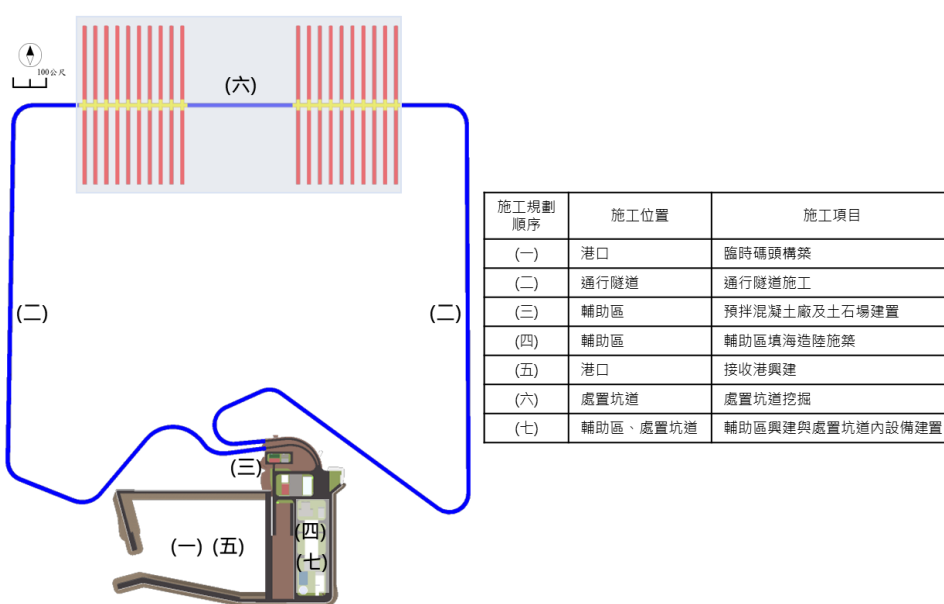 100公尺
(六)
(二)
(二)
(三)
(四)
(一) (五)
(七)
施工規劃
順序
施工位置
施工項目
(一)
港口
臨時碼頭構築
(二)
通行隧道
通行隧道施工
(三)
輔助區
預拌混凝土廠及土石場建置
(四)
輔助區
輔助區填海造陸施築
(五)
港口
接收港興建
(六)
處置坑道
處置坑道挖掘
(七)
輔助區、處置坑道
輔助區興建與處置坑道內設備建置